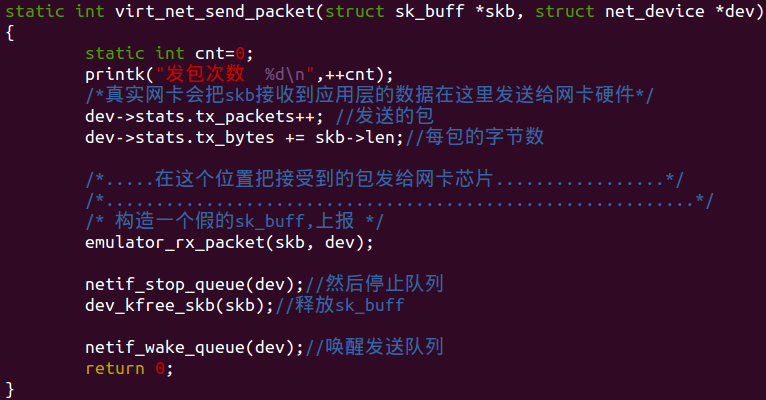 static int virt_net_send_packet(struct sk_buff *skb, struct net_device *dev)
{
        static int cnt=0;
        printk("发包次数  %d\n",++cnt);
        /*真实网卡会把skb接收到应用层的数据在这里发送给网卡硬件*/
        dev->stats.tx_packets++; //发送的包
        dev->stats.tx_bytes += skb->len;//每包的字节数

        /*.....在这个位置把接受到的包发给网卡芯片.................*/
        /*...........................................................*/
        /* 构造一个假的sk_buff,上报 */
        emulator_rx_packet(skb, dev);

        netif_stop_queue(dev);//然后停止队列
        dev_kfree_skb(skb);//释放sk_buff

        netif_wake_queue(dev);//唤醒发送队列
        return 0;
}